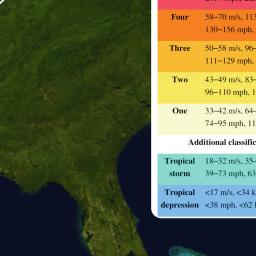 Four 58–70 m/s, 113
130–156 mph,
Three 50–58 m/s, 96–
111–129 mph,
Two 43–49 m/s, 83–
96–110 mph, 1
One 33–42 m/s, 64–
74–95 mph, 11
Additional classific
Tropical storm 18–32 m/s, 35–
39–73 mph, 63
Tropical depression <17 m/s, <34 k
<38 mph, <62